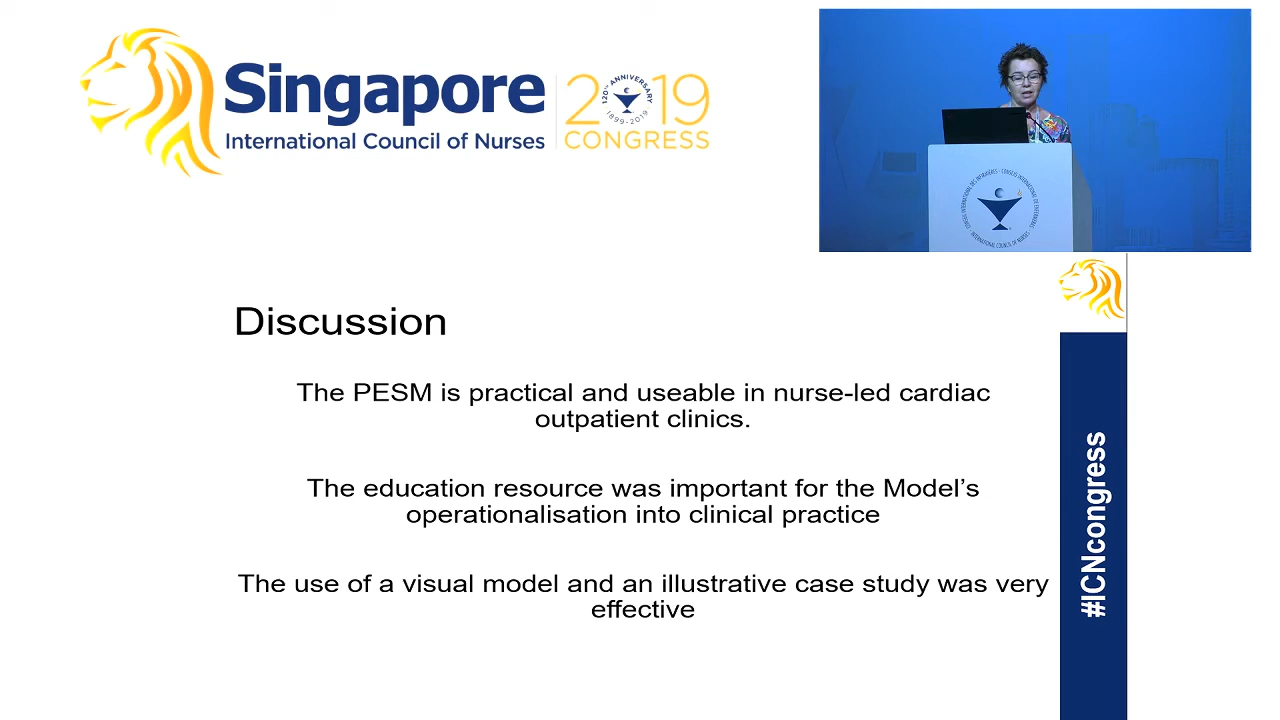 Singapore
International Council of Nurses
2019
CONGRESS
120TH ANNIVERSARY
1899-2019
Discussion
The PESM is practical and useable in nurse-led cardiac
outpatient clinics.
The education resource was important for the Model's
operationalisation into clinical practice
The use of a visual model and an illustrative case study was very
effective
#ICNcongress